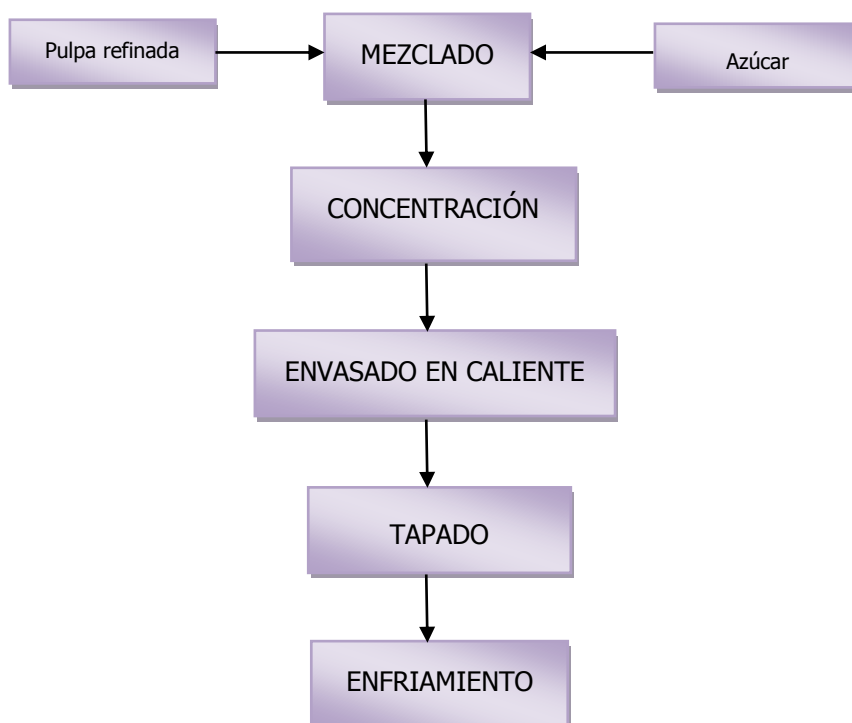 Pulpa refinada
MEZCLADO
Azúcar
CONCENTRACIÓN
ENVASADO EN CALIENTE
TAPADO
ENFRIAMIENTO